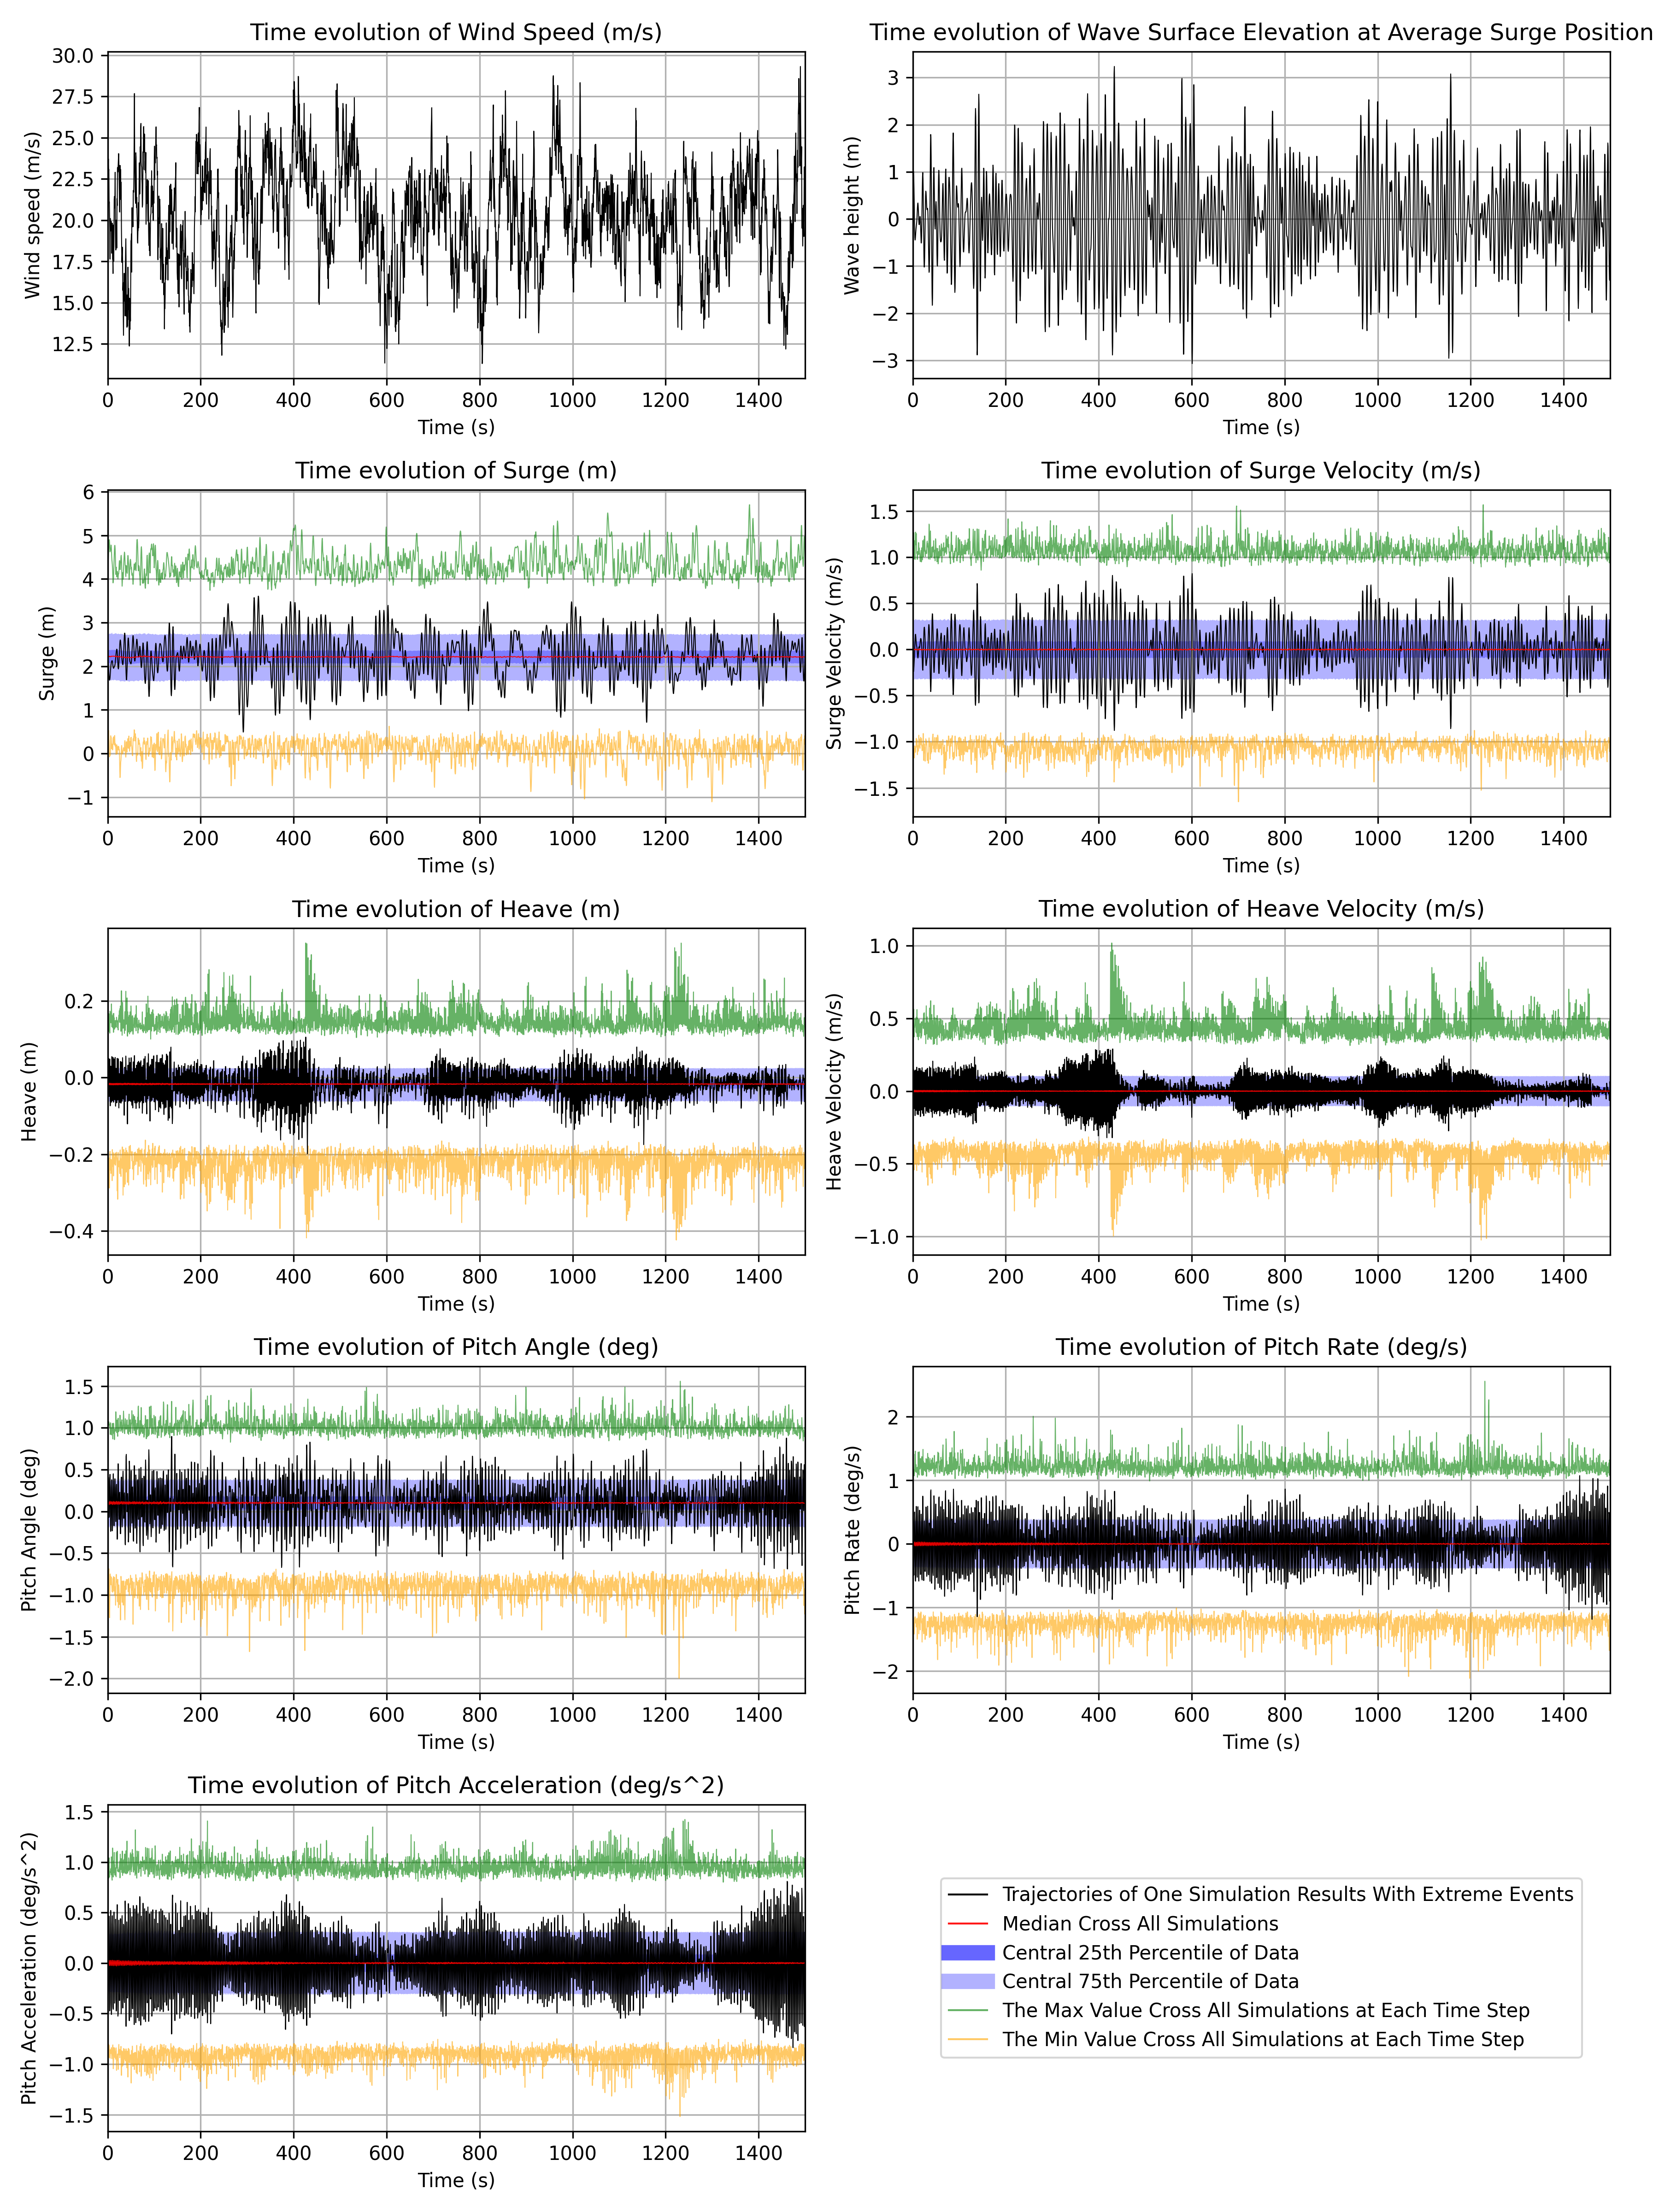 Time evolution of Wind Speed (m/s)
30.0
27.5
25.0
22.5
20.0
17.5
15.0
12.5
Wind speed (m/s)
0 200 400 600 800 1000 1200 1400
Time (s)
Time evolution of Wave Surface Elevation at Average Surge Position
3
2
1
0
−1
−2
−3
Wave height (m)
0 200 400 600 800 1000 1200 1400
Time (s)
Time evolution of Surge (m)
6
5
4
3
2
1
0
−1
Surge (m)
0 200 400 600 800 1000 1200 1400
Time (s)
Time evolution of Surge Velocity (m/s)
1.5
1.0
0.5
0.0
−0.5
−1.0
−1.5
Surge Velocity (m/s)
0 200 400 600 800 1000 1200 1400
Time (s)
Time evolution of Heave (m)
0.2
0.0
−0.2
−0.4
Heave (m)
0 200 400 600 800 1000 1200 1400
Time (s)
Time evolution of Heave Velocity (m/s)
1.0
0.5
0.0
−0.5
−1.0
Heave Velocity (m/s)
0 200 400 600 800 1000 1200 1400
Time (s)
Time evolution of Pitch Angle (deg)
1.5
1.0
0.5
0.0
−0.5
−1.0
−1.5
−2.0
Pitch Angle (deg)
0 200 400 600 800 1000 1200 1400
Time (s)
Time evolution of Pitch Rate (deg/s)
2
1
0
−1
−2
Pitch Rate (deg/s)
0 200 400 600 800 1000 1200 1400
Time (s)
Time evolution of Pitch Acceleration (deg/s^2)
1.5
1.0
0.5
0.0
−0.5
−1.0
−1.5
Pitch Acceleration (deg/s^2)
0 200 400 600 800 1000 1200 1400
Time (s)
Trajectories of One Simulation Results With Extreme Events
Median Cross All Simulations
Central 25th Percentile of Data
Central 75th Percentile of Data
The Max Value Cross All Simulations at Each Time Step
The Min Value Cross All Simulations at Each Time Step